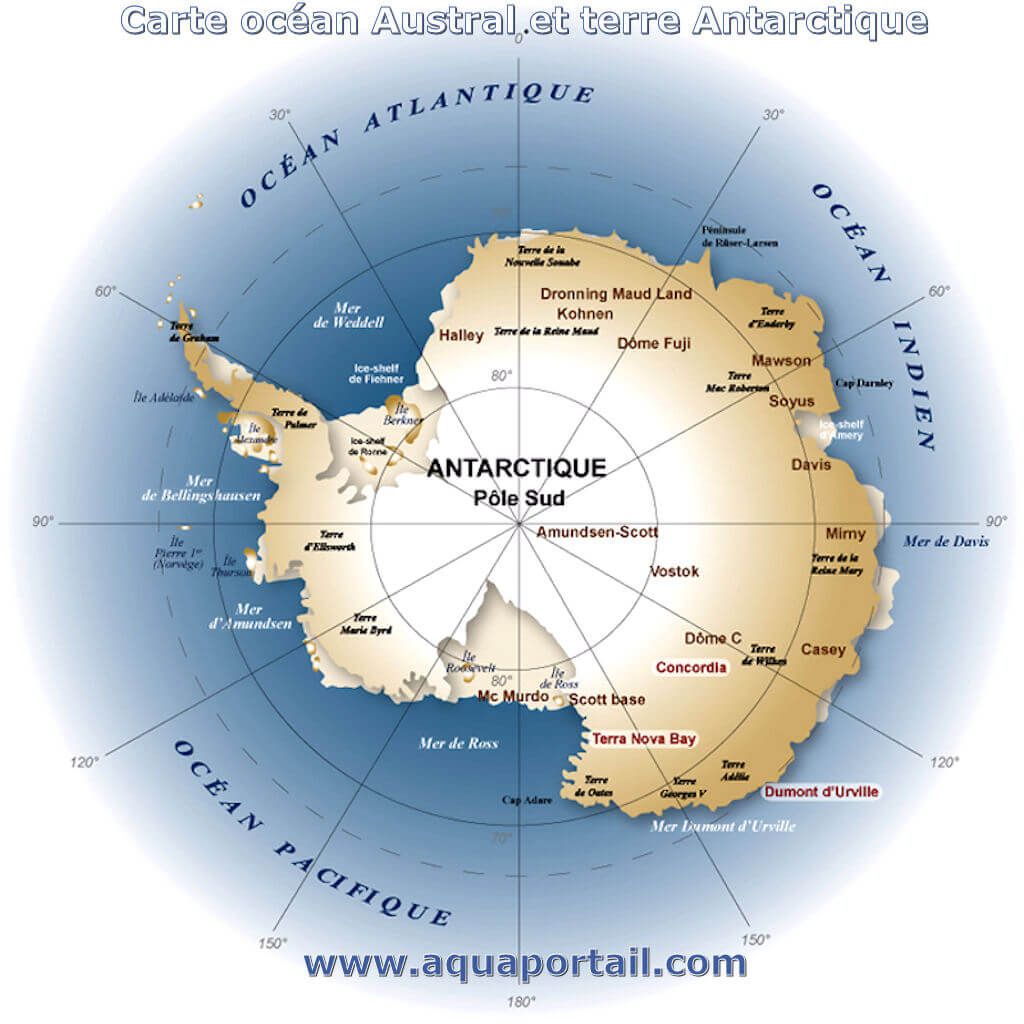 Carte océan Austral et terre Antarctique
0°
OCÉAN ATLANTIQUE
30°
30°
OCÉAN INDIEN
70°
Péninsule
de Riiser-Larsen
Terre de la
Nouvelle Souabe
60°
60°
Mer
de Weddell
Dronning Maud Land
Kohnen
Terre
d'Enderby
Terre
de Graham
Halley
Terre de la Reine Maud
Dôme Fuji
Mawson
Ice-shelf
de Fiehner
80°
Terre
Mac Roberton
Cap Darnley
Île Adélaïde
Soyus
Île
Berkner
Terre de
Palmer
Île
Alexandre
Ice-shelf
d'Amery
Ice-shelf
de Ronne
ANTARCTIQUE
Pôle Sud
Davis
Mer
de Bellingshausen
90°
90°
Amundsen-Scott
Mirny
Mer de Davis
Île
Pierre 1er
(Norvège)
Terre
d'Ellsworth
Île
Thurson
Vostok
Terre de la
Reine Mary
Mer
d'Amundsen
Terre
Marie Byrd
Dôme C
Terre
de Wilkes
Casey
Île
Roosevelt
Concordia
Île
de Ross
80°
Mc Murdo
Scott base
Mer de Ross
Terra Nova Bay
120°
120°
Terre
Adélie
Terre
de Oates
Terre
Georges V
Dumont d'Urville
Cap Adare
Mer Dumont d'Urville
70°
OCÉAN PACIFIQUE
150°
150°
www.aquaportail.com
180°